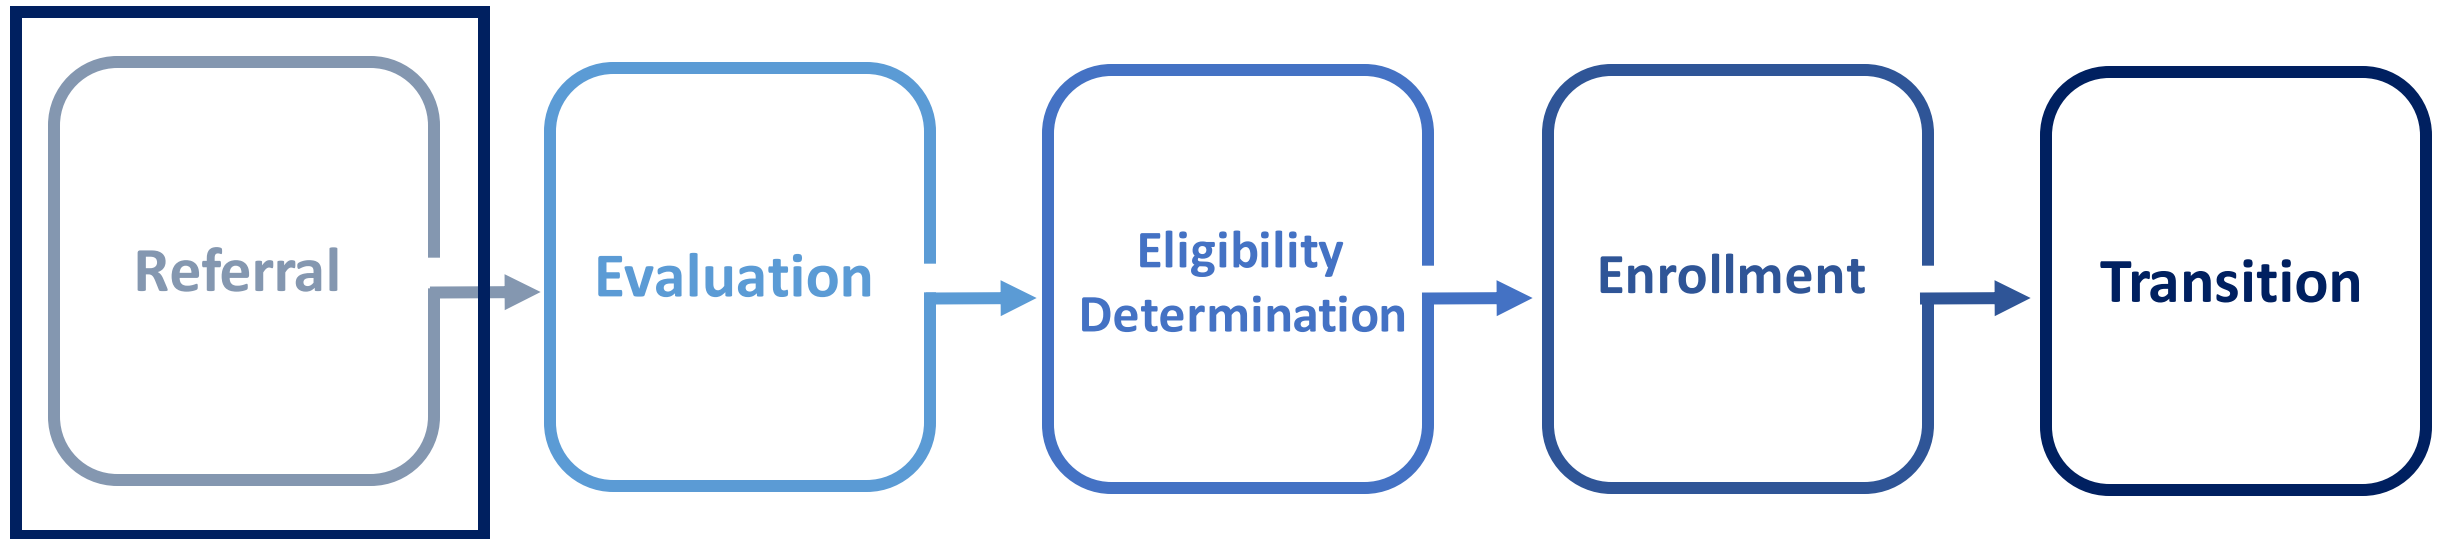 Referral
Evaluation
Eligibility
Determination
Enrollment
Transition